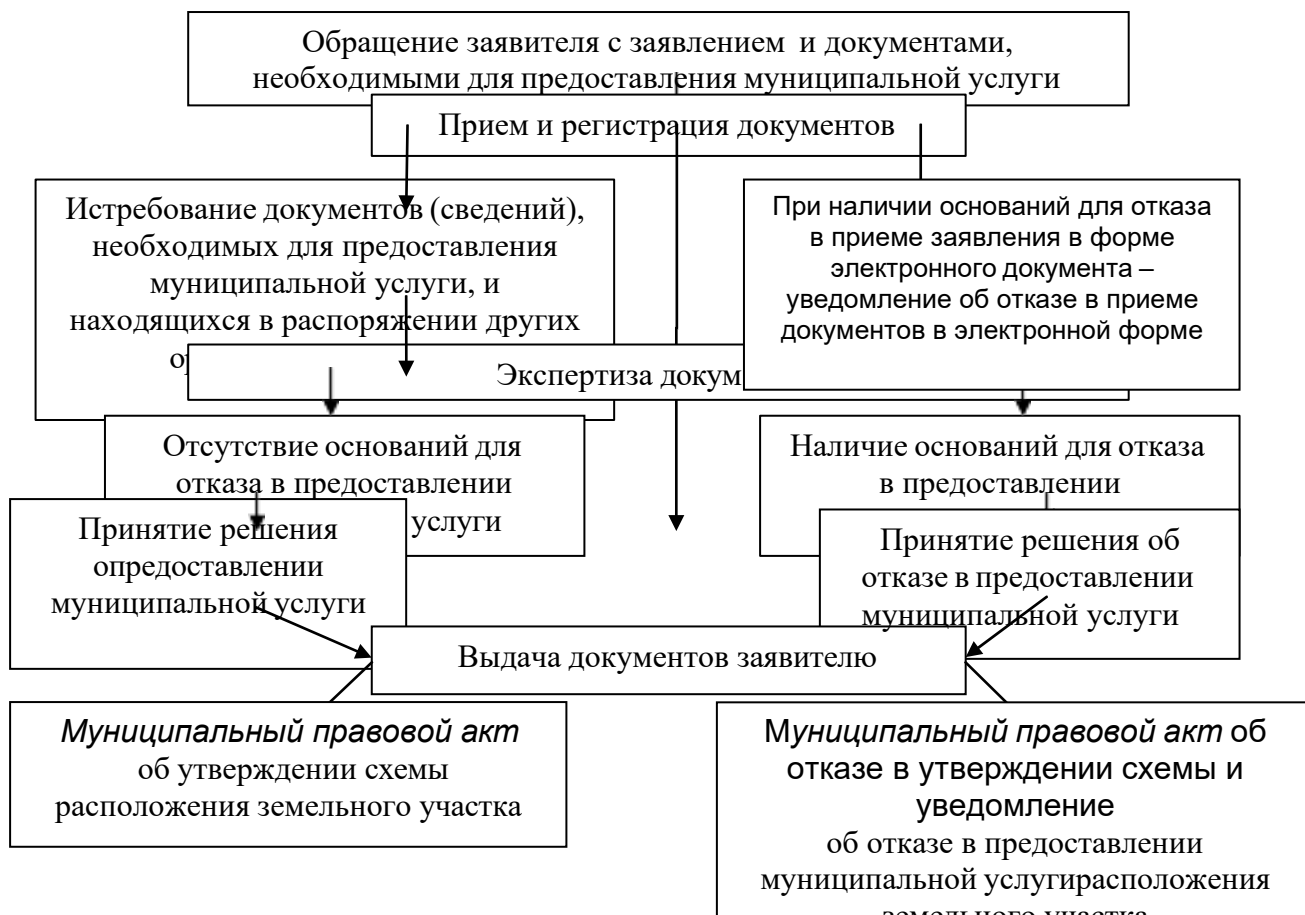 Обращение заявителя с заявлением и документами,
необходимыми для предоставления муниципальной услуги
Прием и регистрация документов
Истребование документов (сведений),
необходимых для предоставления
муниципальной услуги, и
находящихся в распоряжении других
При наличии оснований для отказа
в приеме заявления в форме
электронного документа –
уведомление об отказе в приеме
документов в электронной форме
Экспертиза докум
Отсутствие оснований для
отказа в предоставлении
услуги
Наличие оснований для отказа
в предоставлении
Принятие решения
опредоставлении
муниципальной услуги
Принятие решения об
отказе в предоставлении
муниципальной услуги
Выдача документов заявителю
Муниципальный правовой акт
об утверждении схемы
расположения земельного участка
Муниципальный правовой акт об
отказе в утверждении схемы и
уведомление
об отказе в предоставлении
муниципальной услугирасположения
земельного участка